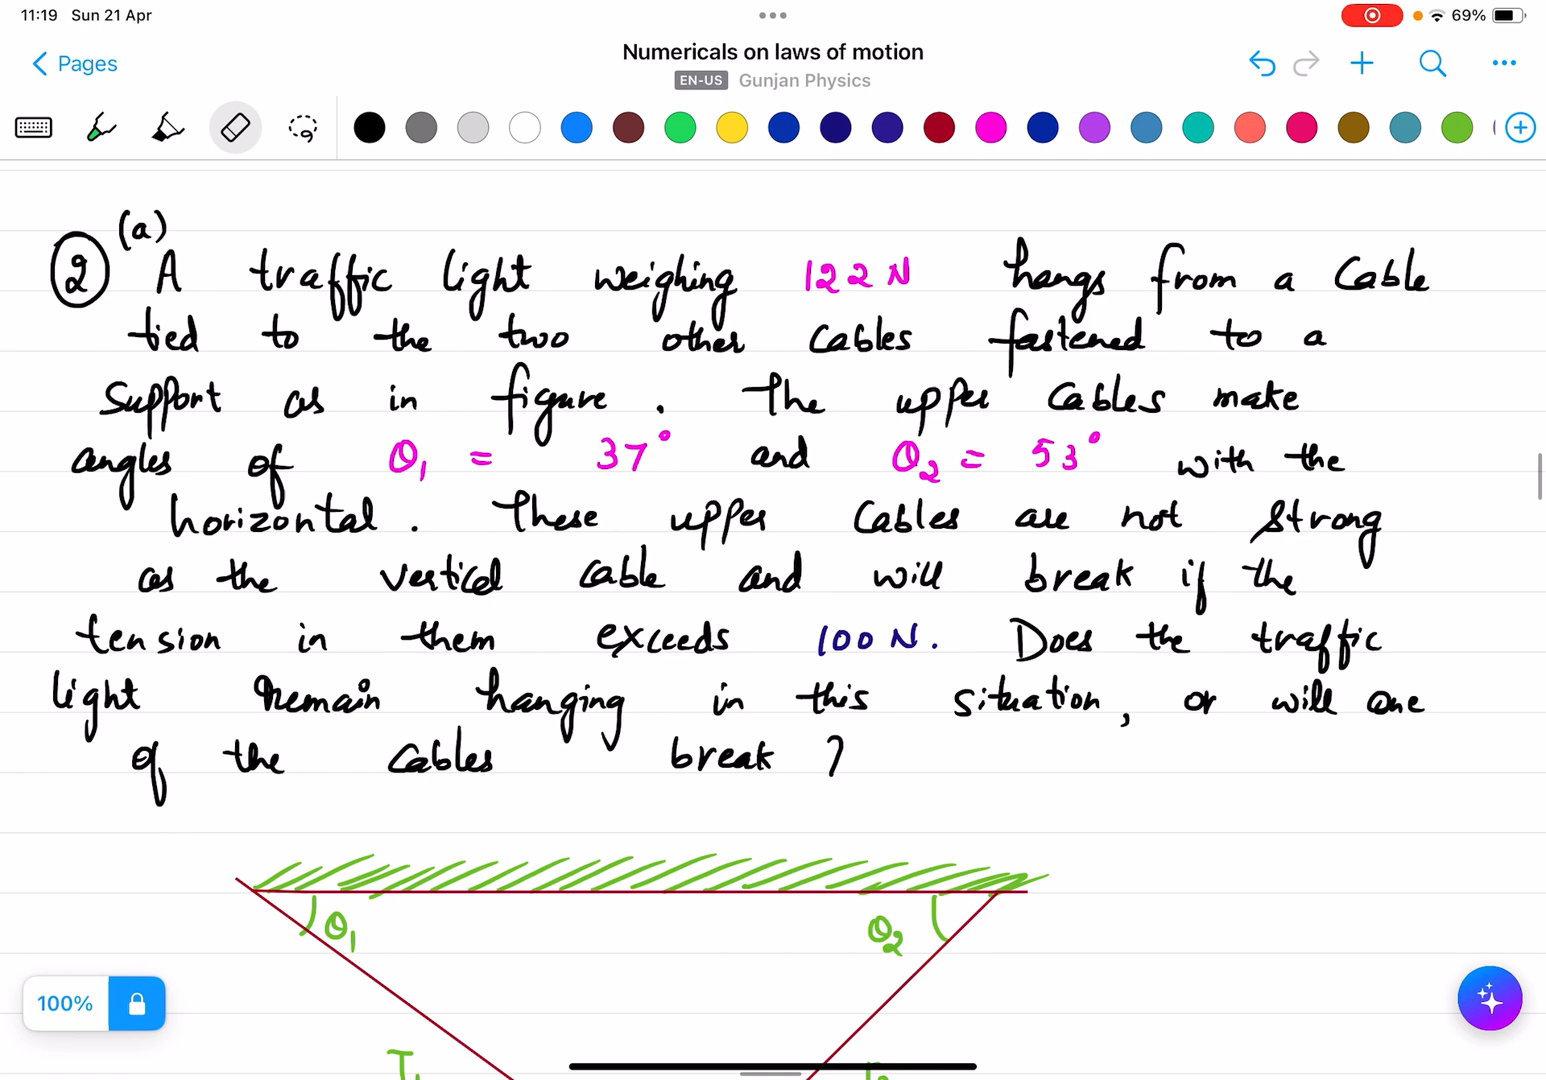 11:19 Sun 21 Apr
69%
Pages
Numericals on laws of motion
EN-US Gunjan Physics
(a)
2 A traffic light weighing 122 N hangs from a Cable
tied to the two other cables fastened to a
Support as in figure. The upper Cables make
angles of θ1 = 37° and θ2 = 53° with the
horizontal. These upper Cables are not strong
as the vertical cable and will break if the
tension in them exceeds 100 N. Does the traffic
light remain hanging in this situation, or will one
of the cables break ?
θ1 θ2
100%
T1